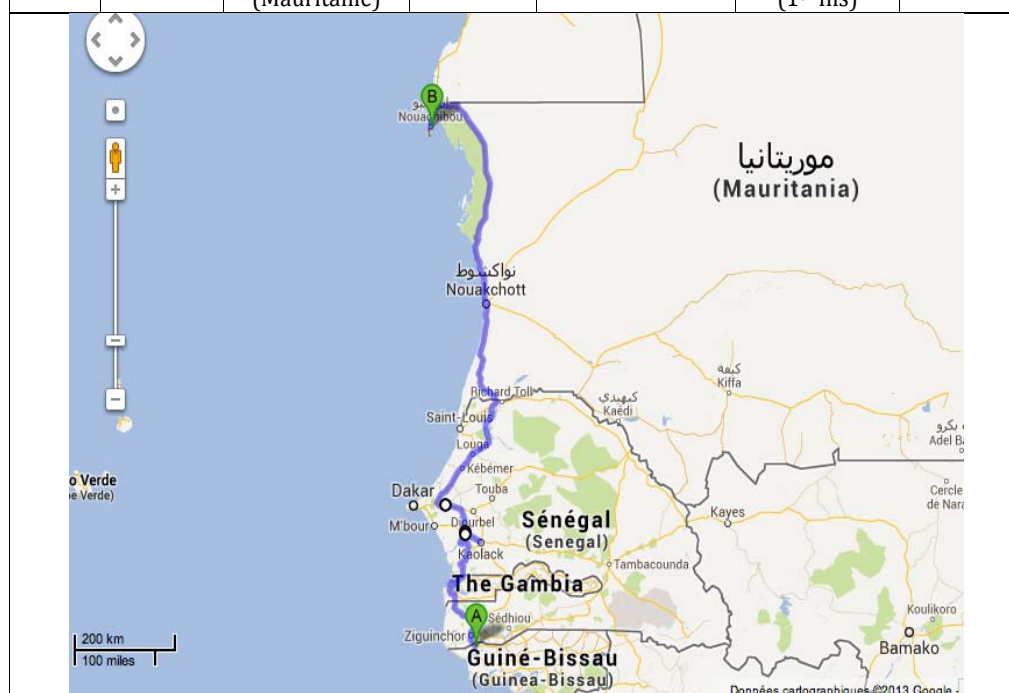 (Mauritanie)
B
Nouadhibou
موريتانيا
(Mauritania)
نواكشوط
Nouakchott
كيفة
Kiffa
Richard Toll
كيهيدي
Kaédi
Saint-Louis
Adel B
Louga
Kébémer
o Verde
Dakar
Touba
Cercle
de Nara
M'bour
Diourbel
Sénégal
(Senegal)
Kayes
Kaolack
Tambacounda
The Gambia
A
Sédhiou
Koulikoro
200 km
100 miles
Ziguinchor
Bamako
Guiné-Bissau
(Guinea-Bissau)
Données cartographiques ©2013 Google -